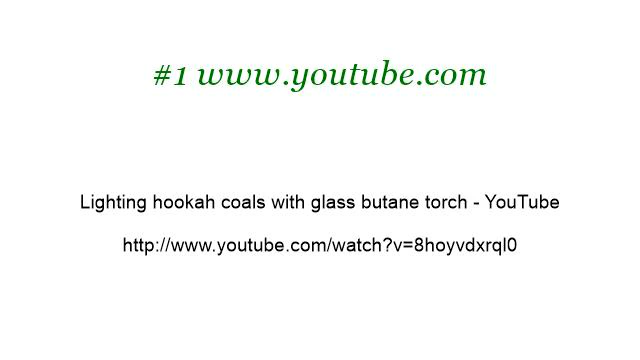 #1 www.youtube.com
Lighting hookah coals with glass butane torch - YouTube
http://www.youtube.com/watch?v=8hoyvdxrql0